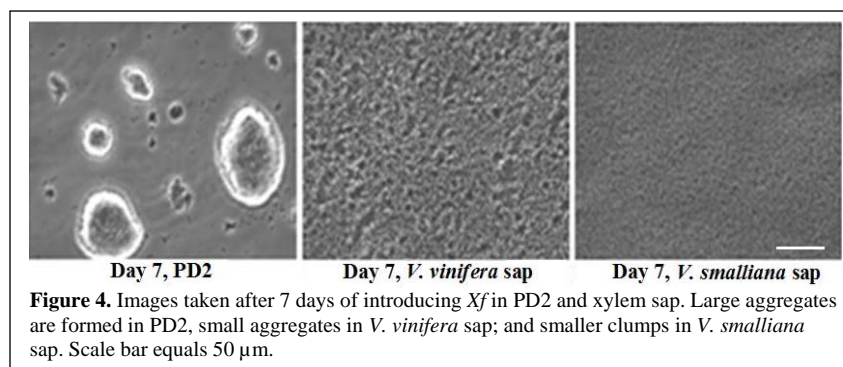 Day 7, PD2 Day 7, V. vinifera sap Day 7, V. smalliana sap
Figure 4. Images taken after 7 days of introducing Xf in PD2 and xylem sap. Large aggregates
are formed in PD2, small aggregates in V. vinifera sap; and smaller clumps in V. smalliana
sap. Scale bar equals 50 µm.